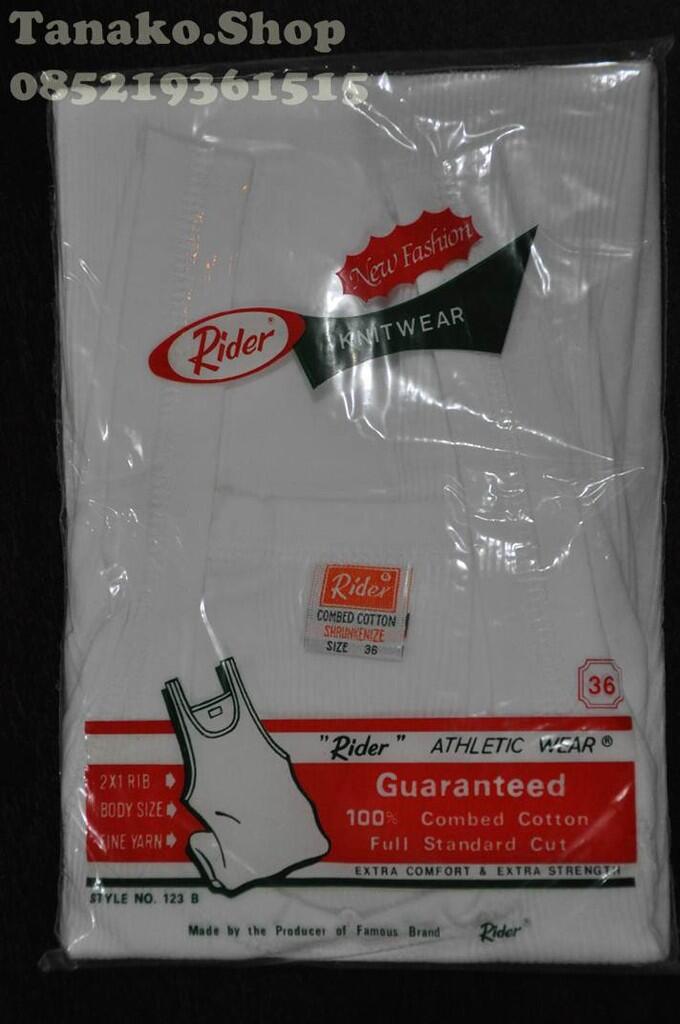 Tanako.Shop
085219361515
New Fashion
Rider®
KNITWEAR
Rider®
COMBED COTTON
SHRUNKENIZE
SIZE 36
36
"Rider" ATHLETIC WEAR®
2X1 RIB
BODY SIZE
FINE YARN
Guaranteed
100% Combed Cotton
Full Standard Cut
EXTRA COMFORT & EXTRA STRENGTH
STYLE NO. 123 B
Made by the Producer of Famous Brand Rider®